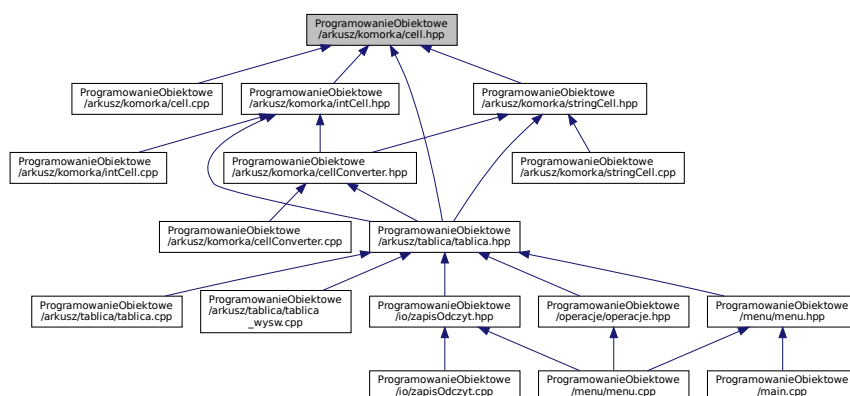 ProgramowanieObiektowe
/arkusz/komorka/cell.hpp
ProgramowanieObiektowe
/arkusz/komorka/cell.cpp
ProgramowanieObiektowe
/arkusz/komorka/intCell.hpp
ProgramowanieObiektowe
/arkusz/komorka/stringCell.hpp
ProgramowanieObiektowe
/arkusz/komorka/intCell.cpp
ProgramowanieObiektowe
/arkusz/komorka/cellConverter.hpp
ProgramowanieObiektowe
/arkusz/komorka/stringCell.cpp
ProgramowanieObiektowe
/arkusz/komorka/cellConverter.cpp
ProgramowanieObiektowe
/arkusz/tablica/tablica.hpp
ProgramowanieObiektowe
/arkusz/tablica/tablica.cpp
ProgramowanieObiektowe
/arkusz/tablica/tablica
_wysw.cpp
ProgramowanieObiektowe
/io/zapisOdczyt.hpp
ProgramowanieObiektowe
/operacje/operacje.hpp
ProgramowanieObiektowe
/menu/menu.hpp
ProgramowanieObiektowe
/io/zapisOdczyt.cpp
ProgramowanieObiektowe
/menu/menu.cpp
ProgramowanieObiektowe
/main.cpp